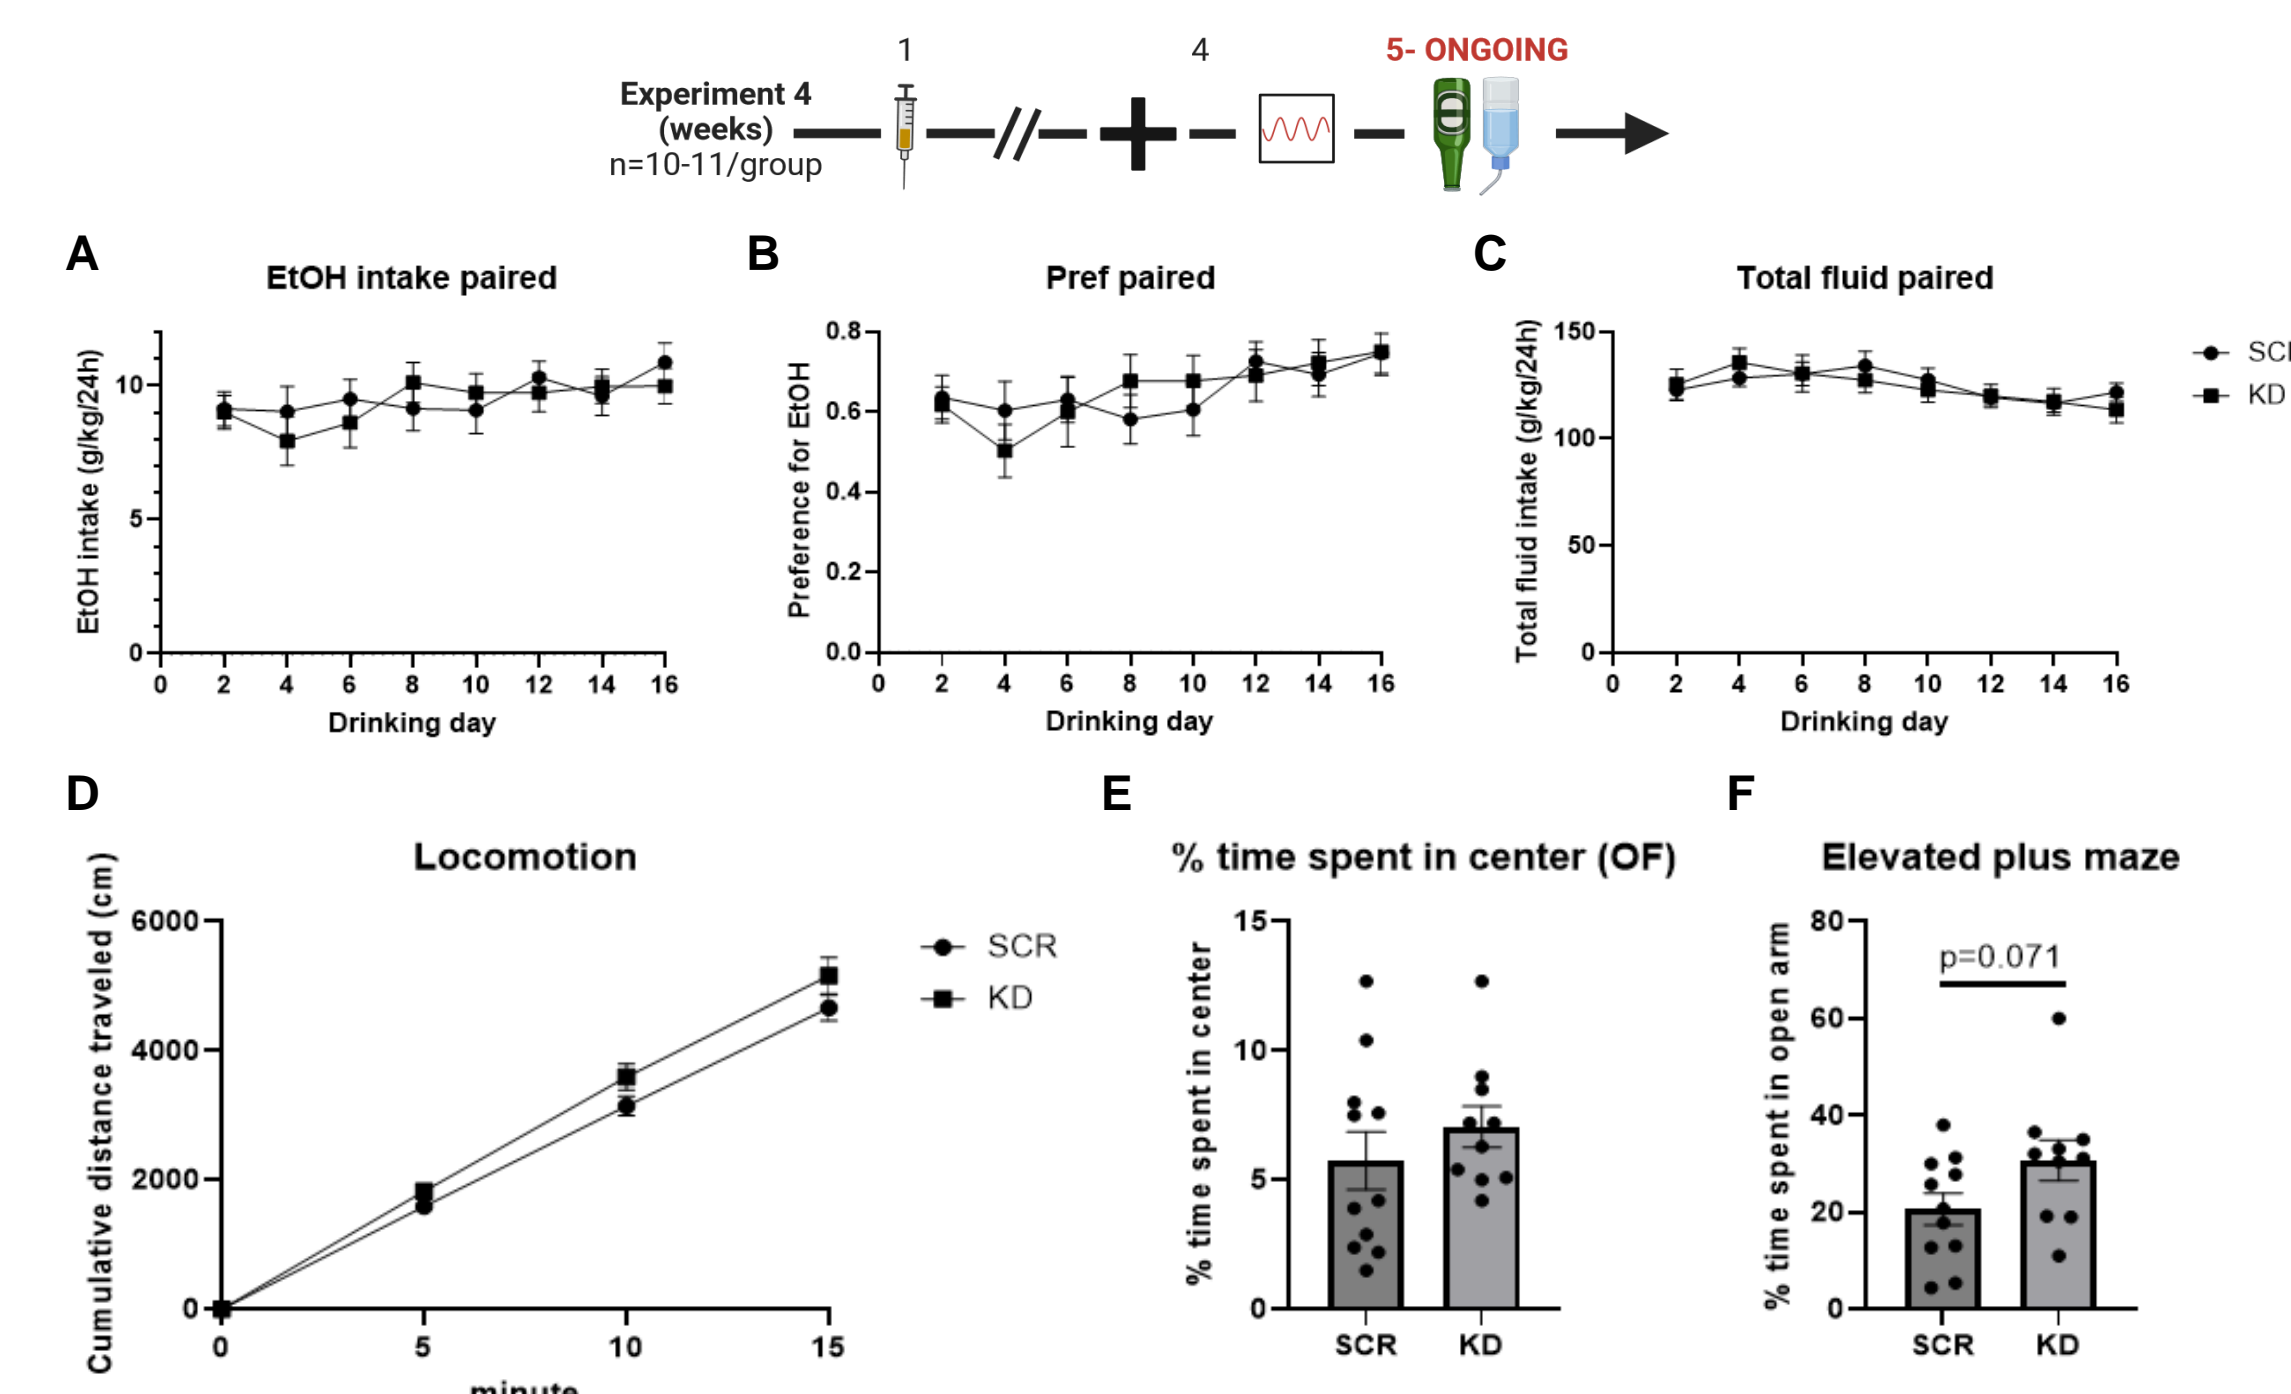 1
4
5- ONGOING
Experiment 4
(weeks)
n=10-11/group
A
EtOH intake paired
EtOH intake (g/kg/24h)
10
5
0
0 2 4 6 8 10 12 14 16
Drinking day
B
Pref paired
Preference for EtOH
0.8
0.6
0.4
0.2
0.0
0 2 4 6 8 10 12 14 16
Drinking day
C
Total fluid paired
Total fluid intake (g/kg/24h)
150
100
50
0
0 2 4 6 8 10 12 14 16
Drinking day
KD
D
Locomotion
Cumulative distance traveled (cm)
6000
4000
2000
0
0 5 10 15
minute
SCR
KD
E
% time spent in center (OF)
% time spent in center
15
10
5
0
SCR KD
F
Elevated plus maze
% time spent in open arm
80
60
40
20
0
p=0.071
SCR KD